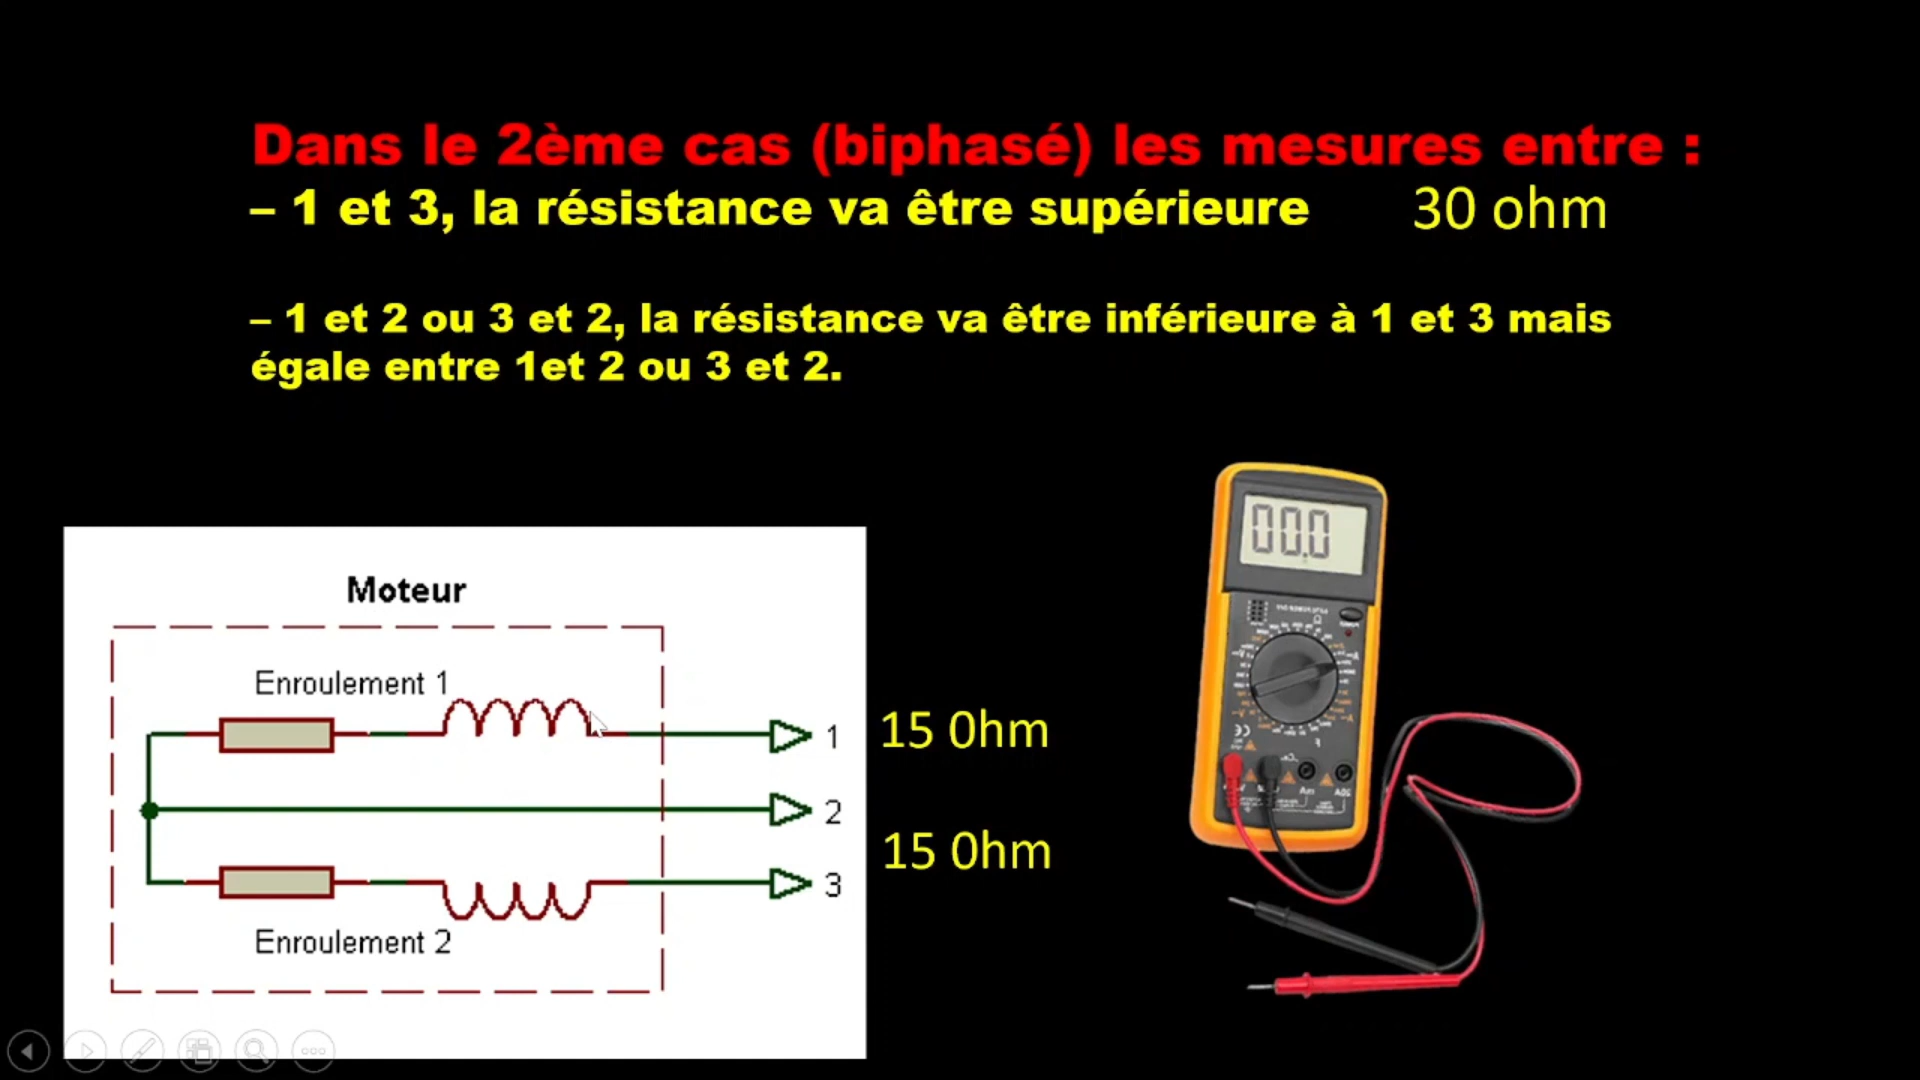 Dans le 2ème cas (biphasé) les mesures entre :
– 1 et 3, la résistance va être supérieure 30 ohm
– 1 et 2 ou 3 et 2, la résistance va être inférieure à 1 et 3 mais
égale entre 1et 2 ou 3 et 2.
Moteur
Enroulement 1
1 15 Ohm
2
15 Ohm
3
Enroulement 2
00.0